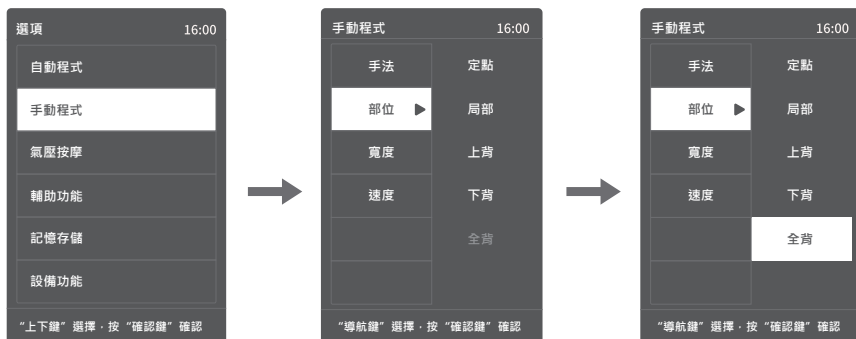 選項 16:00
自動程式
手動程式
氣壓按摩
輔助功能
記憶存儲
設備功能
“上下鍵”選擇．按“確認鍵”確認
手動程式 16:00
手法 定點
部位 局部
寬度 上背
速度 下背
全背
“導航鍵”選擇．按“確認鍵”確認
手動程式 16:00
手法 定點
部位 局部
寬度 上背
速度 下背
全背
“導航鍵”選擇．按“確認鍵”確認